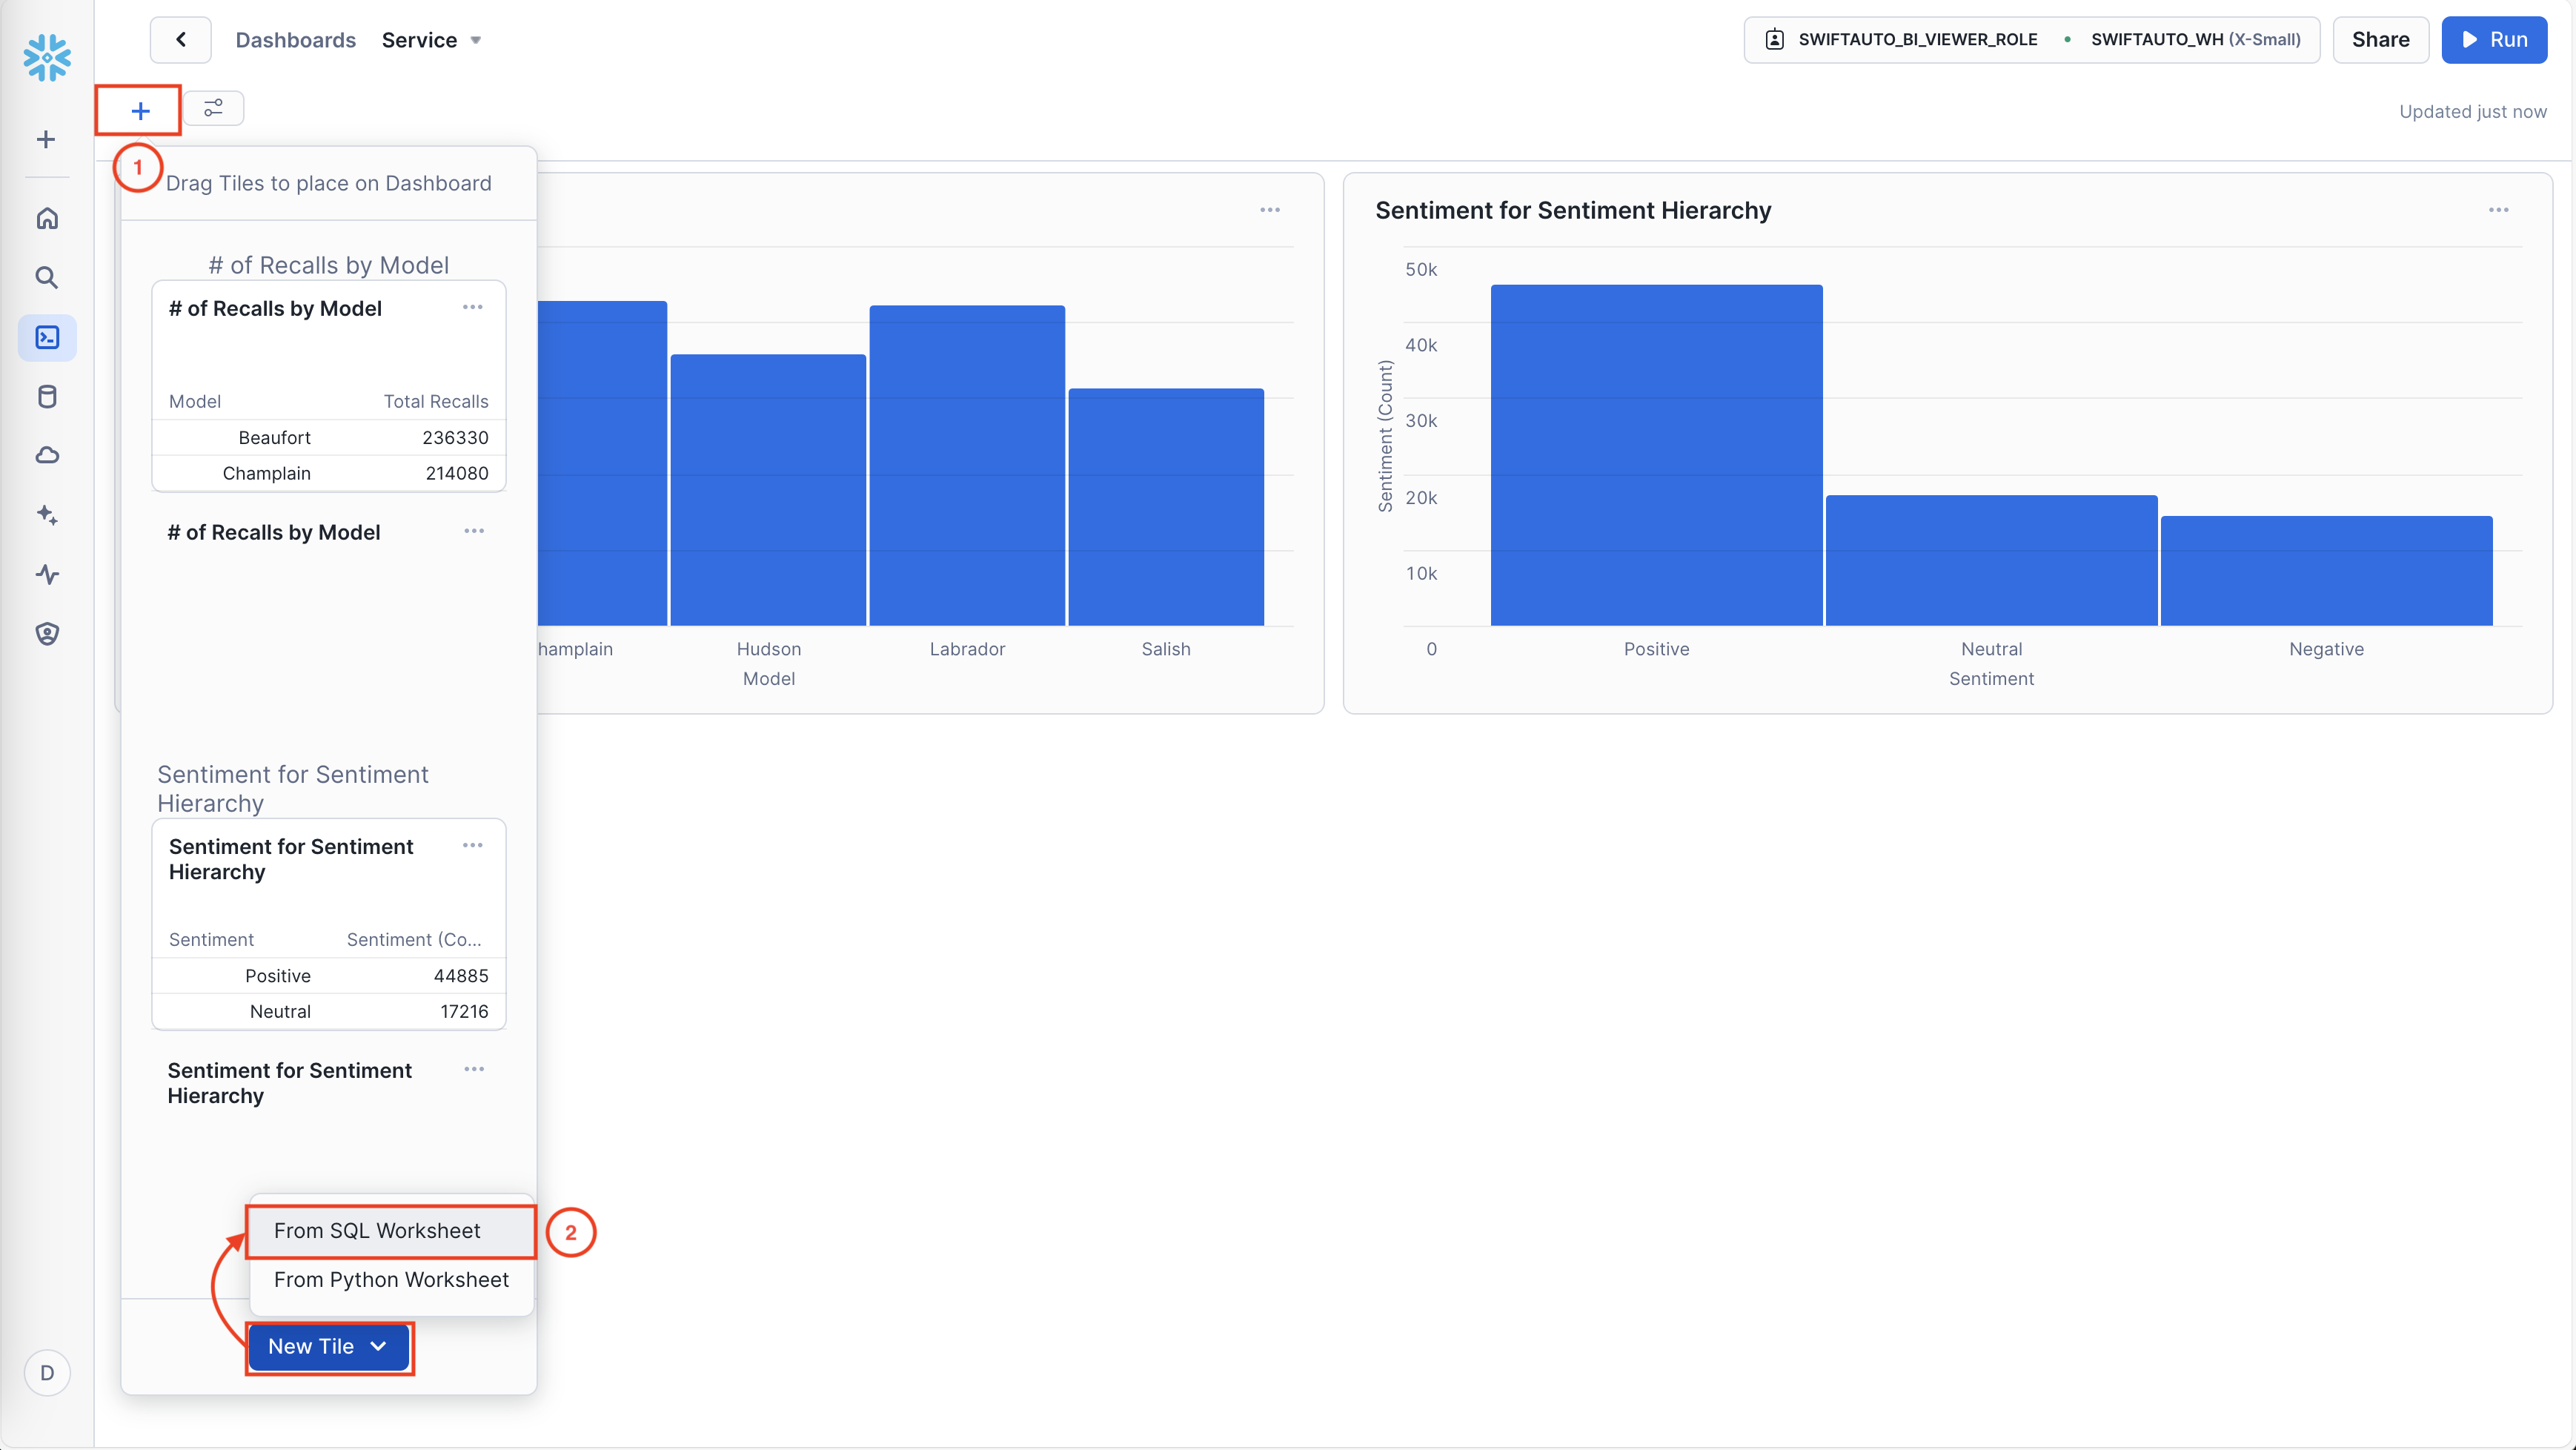 Dashboards Service
SWIFTAUTO_BI_VIEWER_ROLE • SWIFTAUTO_WH (X-Small)
Share
Run
Updated just now
1
Drag Tiles to place on Dashboard
# of Recalls by Model
# of Recalls by Model
Model Total Recalls
Beaufort 236330
Champlain 214080
# of Recalls by Model
Sentiment for Sentiment
Hierarchy
Sentiment for Sentiment
Hierarchy
Sentiment Sentiment (Co...
Positive 44885
Neutral 17216
Sentiment for Sentiment
Hierarchy
From SQL Worksheet
2
From Python Worksheet
New Tile
D
hamplain Hudson Labrador Salish
Model
Sentiment for Sentiment Hierarchy
Sentiment (Count)
50k
40k
30k
20k
10k
0
Positive Neutral Negative
Sentiment